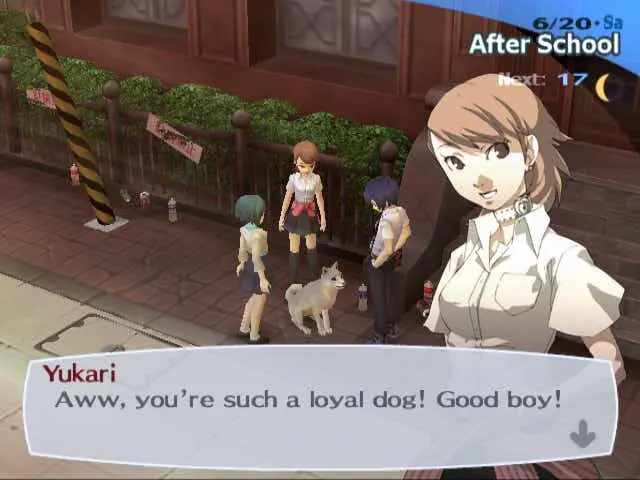 6/20・Sa
After School
Next: 17
Yukari
Aww, you're such a loyal dog! Good boy!